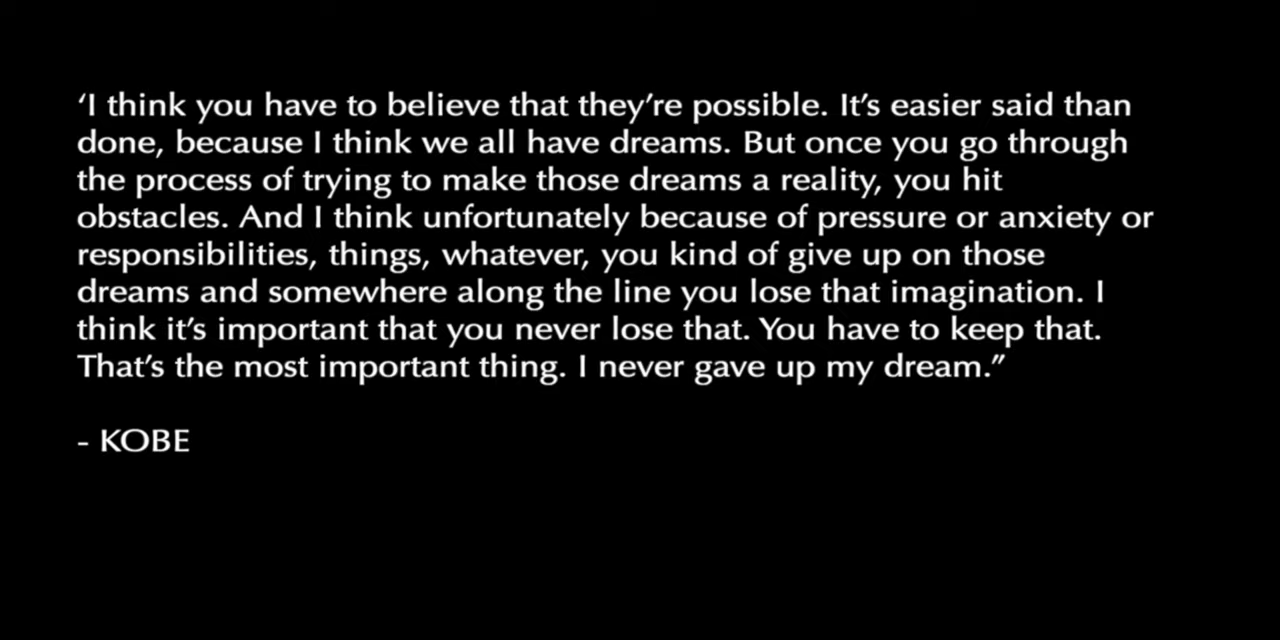 ‘I think you have to believe that they’re possible. It’s easier said than
done, because I think we all have dreams. But once you go through
the process of trying to make those dreams a reality, you hit
obstacles. And I think unfortunately because of pressure or anxiety or
responsibilities, things, whatever, you kind of give up on those
dreams and somewhere along the line you lose that imagination. I
think it’s important that you never lose that. You have to keep that.
That’s the most important thing. I never gave up my dream.”
- KOBE